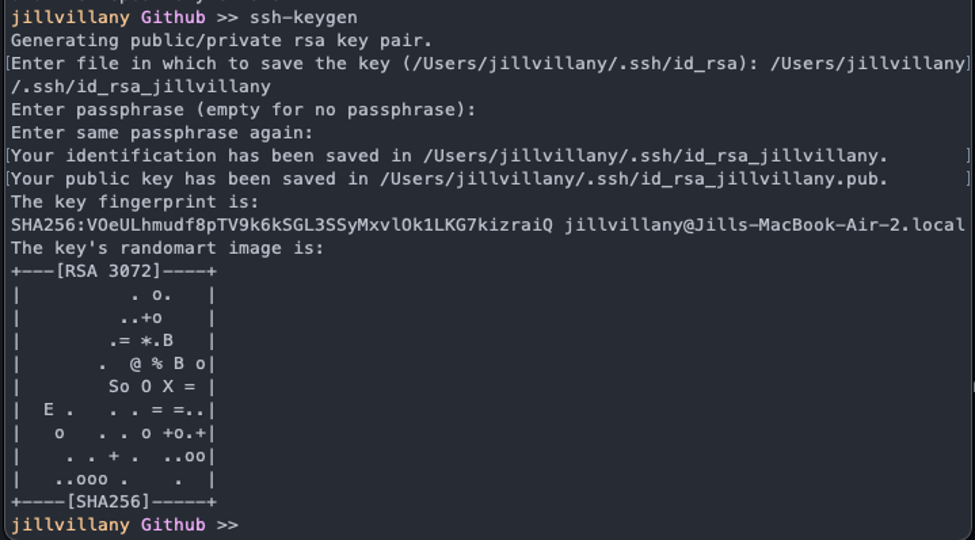 jillvillany Github >> ssh-keygen
Generating public/private rsa key pair.
[Enter file in which to save the key (/Users/jillvillany/.ssh/id_rsa): /Users/jillvillany]
/.ssh/id_rsa_jillvillany
Enter passphrase (empty for no passphrase):
Enter same passphrase again:
[Your identification has been saved in /Users/jillvillany/.ssh/id_rsa_jillvillany.       ]
[Your public key has been saved in /Users/jillvillany/.ssh/id_rsa_jillvillany.pub.       ]
The key fingerprint is:
SHA256:VOeULhmudf8pTV9k6kSGL3SSyMxvlOk1LKG7kizraiQ jillvillany@Jills-MacBook-Air-2.local
The key's randomart image is:
+---[RSA 3072]----+
|          . o.   |
|         ..+o    |
|        .= *.B   |
|       .  @ % B o|
|        So O X = |
|  E .   . . = =..|
|   o   . . o +o.+|
|    . . + .  ..oo|
|   ..ooo .    .  |
+----[SHA256]-----+
jillvillany Github >>